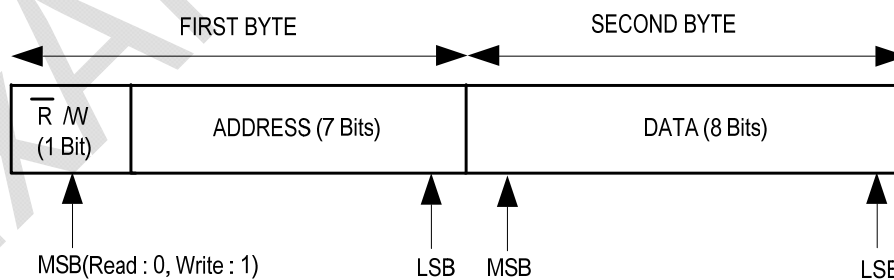 FIRST BYTE SECOND BYTE
R̅ /W ADDRESS (7 Bits) DATA (8 Bits)
(1 Bit)
MSB(Read : 0, Write : 1) LSB MSB LSB